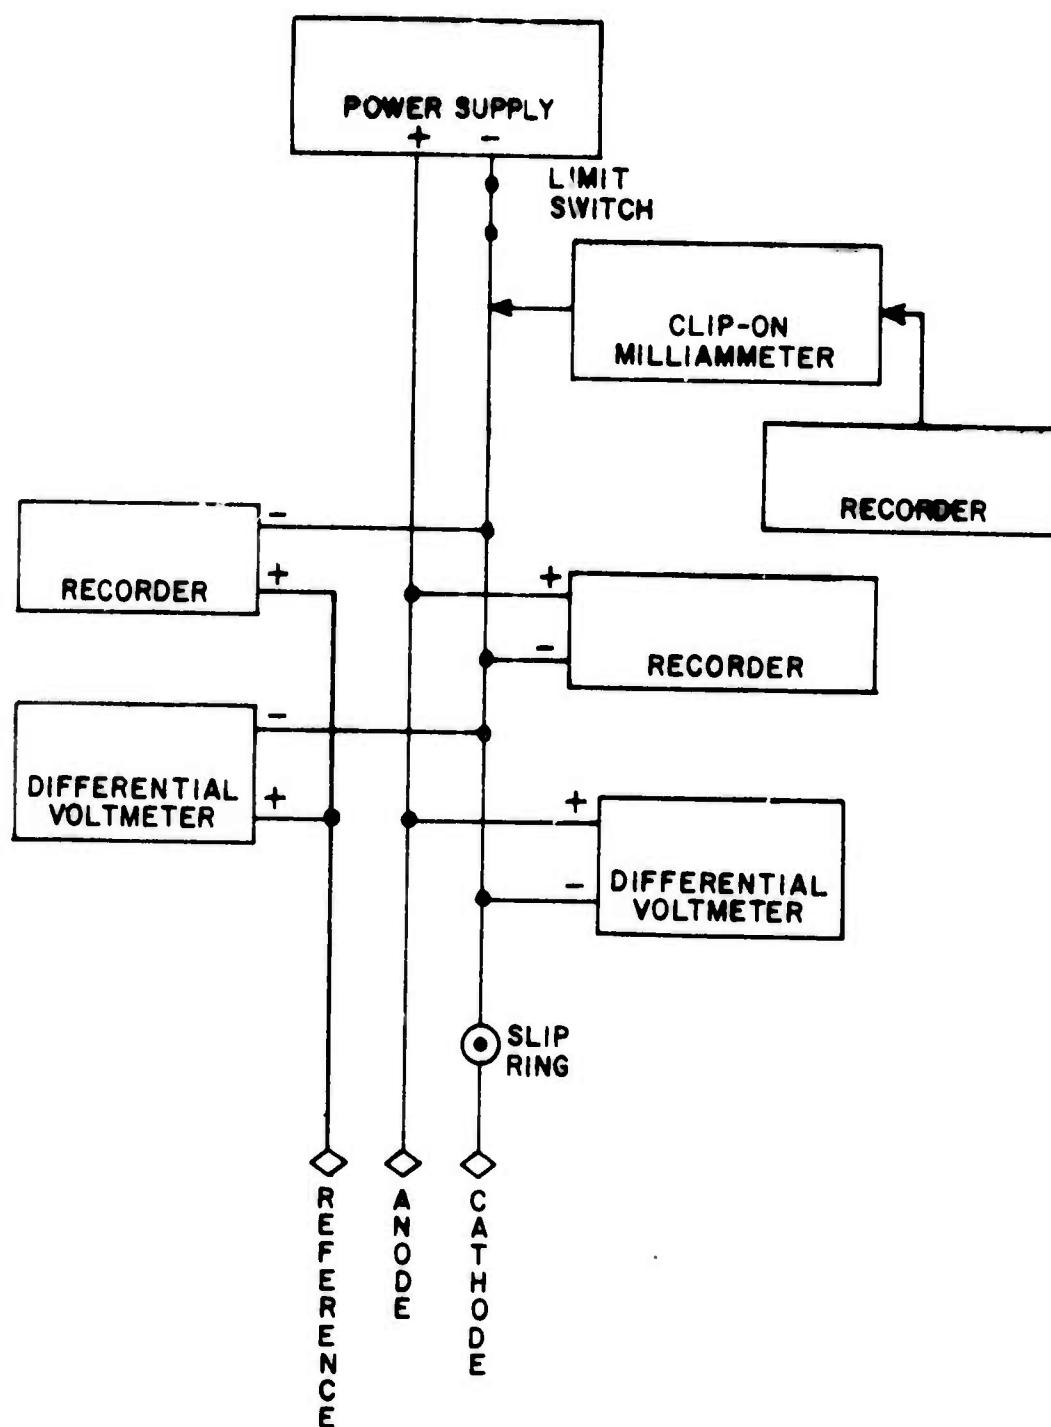 POWER SUPPLY
+ -
LIMIT
SWITCH
CLIP-ON
MILLIAMMETER
RECORDER
-
+
RECORDER
+
-
RECORDER
-
+
DIFFERENTIAL
VOLTMETER
+
-
DIFFERENTIAL
VOLTMETER
SLIP
RING
REFERENCE
ANODE
CATHODE